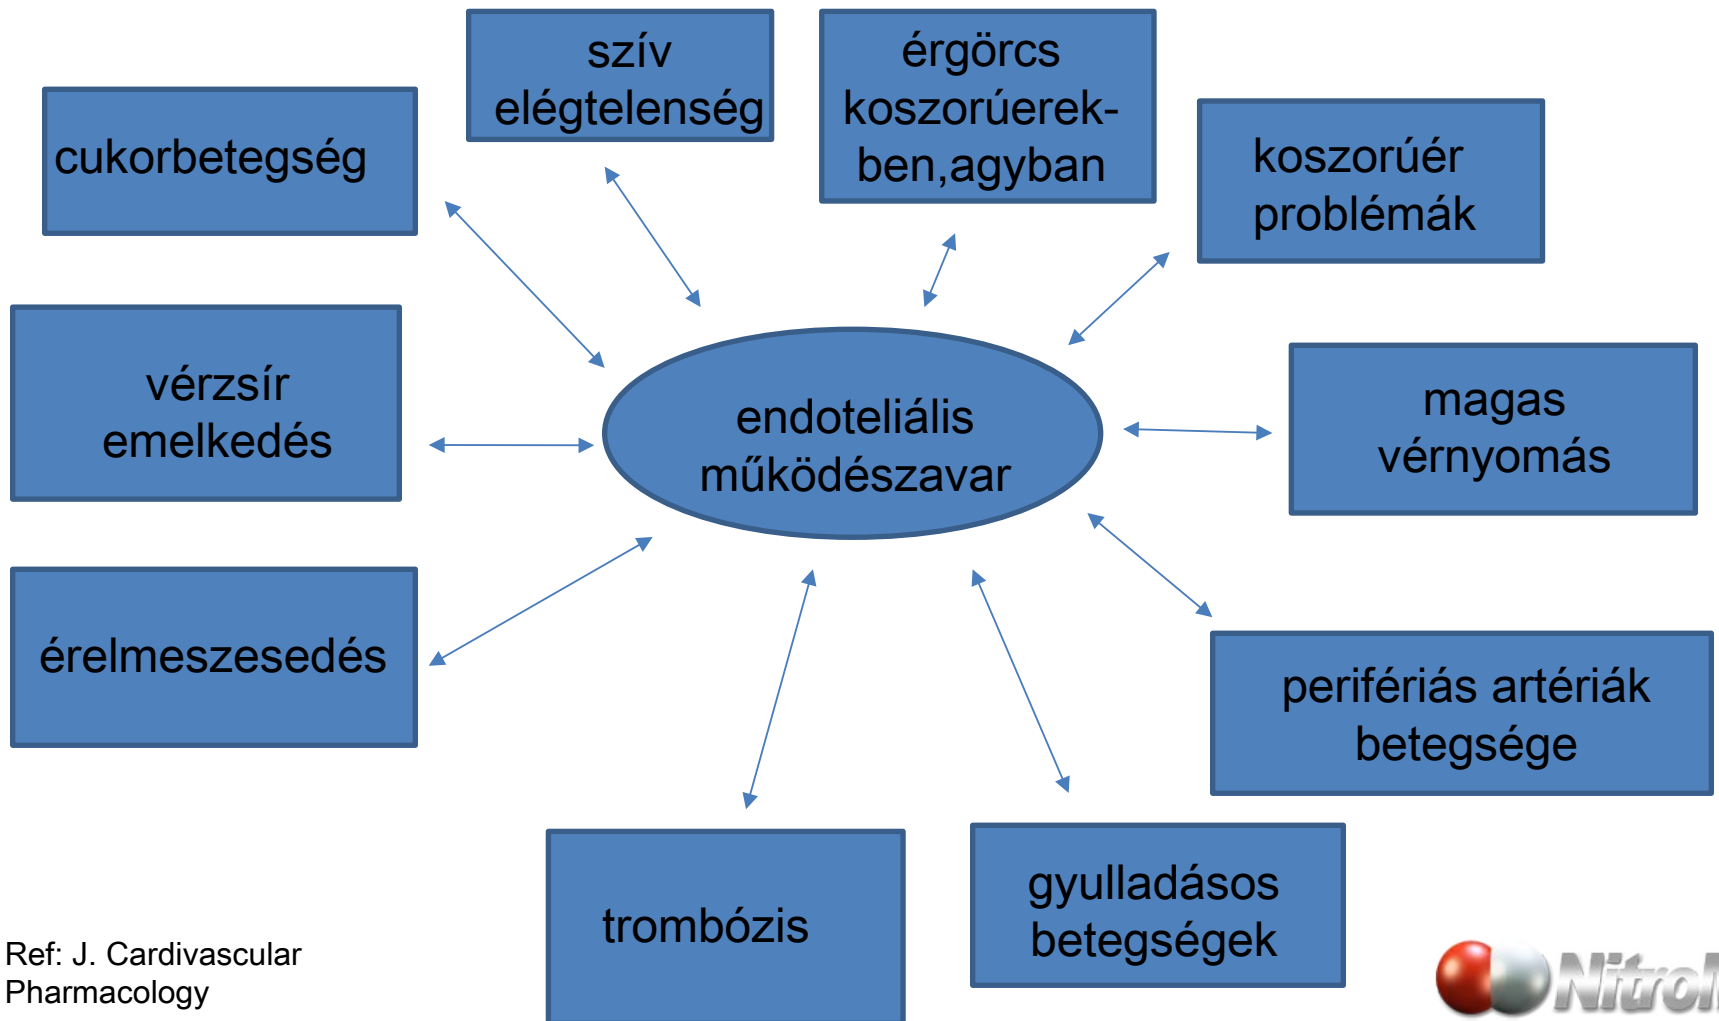 szív
elégtelenség
érgörcs
koszorúerek-
ben,agyban
cukorbetegség
koszorúér
problémák
vérzsír
emelkedés
endoteliális
működészavar
magas
vérnyomás
érelmeszesedés
perifériás artériák
betegsége
trombózis
gyulladásos
betegségek
Ref: J. Cardivascular
Pharmacology